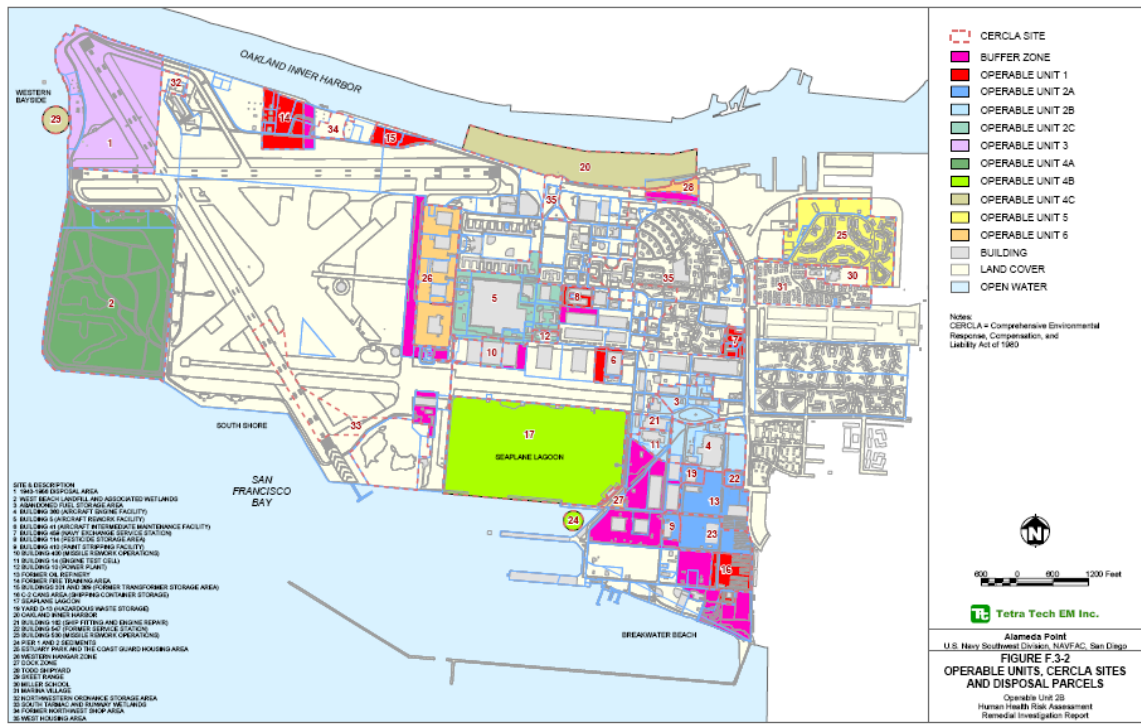 OAKLAND INNER HARBOR
WESTERN
BAYSIDE
29
1
32
14
34
15
20
28
35
25
30
31
35
26
5
8
12
10
6
7
2
3
21
11
4
33
17
SEAPLANE LAGOON
SOUTH SHORE
SAN
FRANCISCO
BAY
19
22
27
13
24
9
23
16
BREAKWATER BEACH
SITE & DESCRIPTION
1 1943-1956 DISPOSAL AREA
2 WEST BEACH LANDFILL AND ASSOCIATED WETLANDS
3 ABANDONED FUEL STORAGE AREA
4 BUILDING 360 (AIRCRAFT ENGINE FACILITY)
5 BUILDING 5 (AIRCRAFT REWORK FACILITY)
6 BUILDING 41 (AIRCRAFT INTERMEDIATE MAINTENANCE FACILITY)
7 BUILDING 459 (NAVY EXCHANGE SERVICE STATION)
8 BUILDING 114 (PESTICIDE STORAGE AREA)
9 BUILDING 410 (PAINT STRIPPING FACILITY)
10 BUILDING 400 (MISSILE REWORK OPERATIONS)
11 BUILDING 14 (ENGINE TEST CELL)
12 BUILDING 10 (POWER PLANT)
13 FORMER OIL REFINERY
14 FORMER FIRE TRAINING AREA
15 BUILDINGS 301 AND 389 (FORMER TRANSFORMER STORAGE AREA)
16 C-2 CANS AREA (SHIPPING CONTAINER STORAGE)
17 SEAPLANE LAGOON
19 YARD D-13 (HAZARDOUS WASTE STORAGE)
20 OAKLAND INNER HARBOR
21 BUILDING 162 (SHIP FITTING AND ENGINE REPAIR)
22 BUILDING 547 (FORMER SERVICE STATION)
23 BUILDING 530 (MISSILE REWORK OPERATIONS)
24 PIER 1 AND 2 SEDIMENTS
25 ESTUARY PARK AND THE COAST GUARD HOUSING AREA
26 WESTERN HANGAR ZONE
27 DOCK ZONE
28 TODD SHIPYARD
29 SKEET RANGE
30 MILLER SCHOOL
31 MARINA VILLAGE
32 NORTHWESTERN ORDNANCE STORAGE AREA
33 SOUTH TARMAC AND RUNWAY WETLANDS
34 FORMER NORTHWEST SHOP AREA
35 WEST HOUSING AREA
CERCLA SITE
BUFFER ZONE
OPERABLE UNIT 1
OPERABLE UNIT 2A
OPERABLE UNIT 2B
OPERABLE UNIT 2C
OPERABLE UNIT 3
OPERABLE UNIT 4A
OPERABLE UNIT 4B
OPERABLE UNIT 4C
OPERABLE UNIT 5
OPERABLE UNIT 6
BUILDING
LAND COVER
OPEN WATER
Notes:
CERCLA = Comprehensive Environmental
Response, Compensation, and
Liability Act of 1980
N
600 0 600 1200 Feet
Tt Tetra Tech EM Inc.
Alameda Point
U.S. Navy Southwest Division, NAVFAC, San Diego
FIGURE F.3-2
OPERABLE UNITS, CERCLA SITES
AND DISPOSAL PARCELS
Operable Unit 2B
Human Health Risk Assessment
Remedial Investigation Report